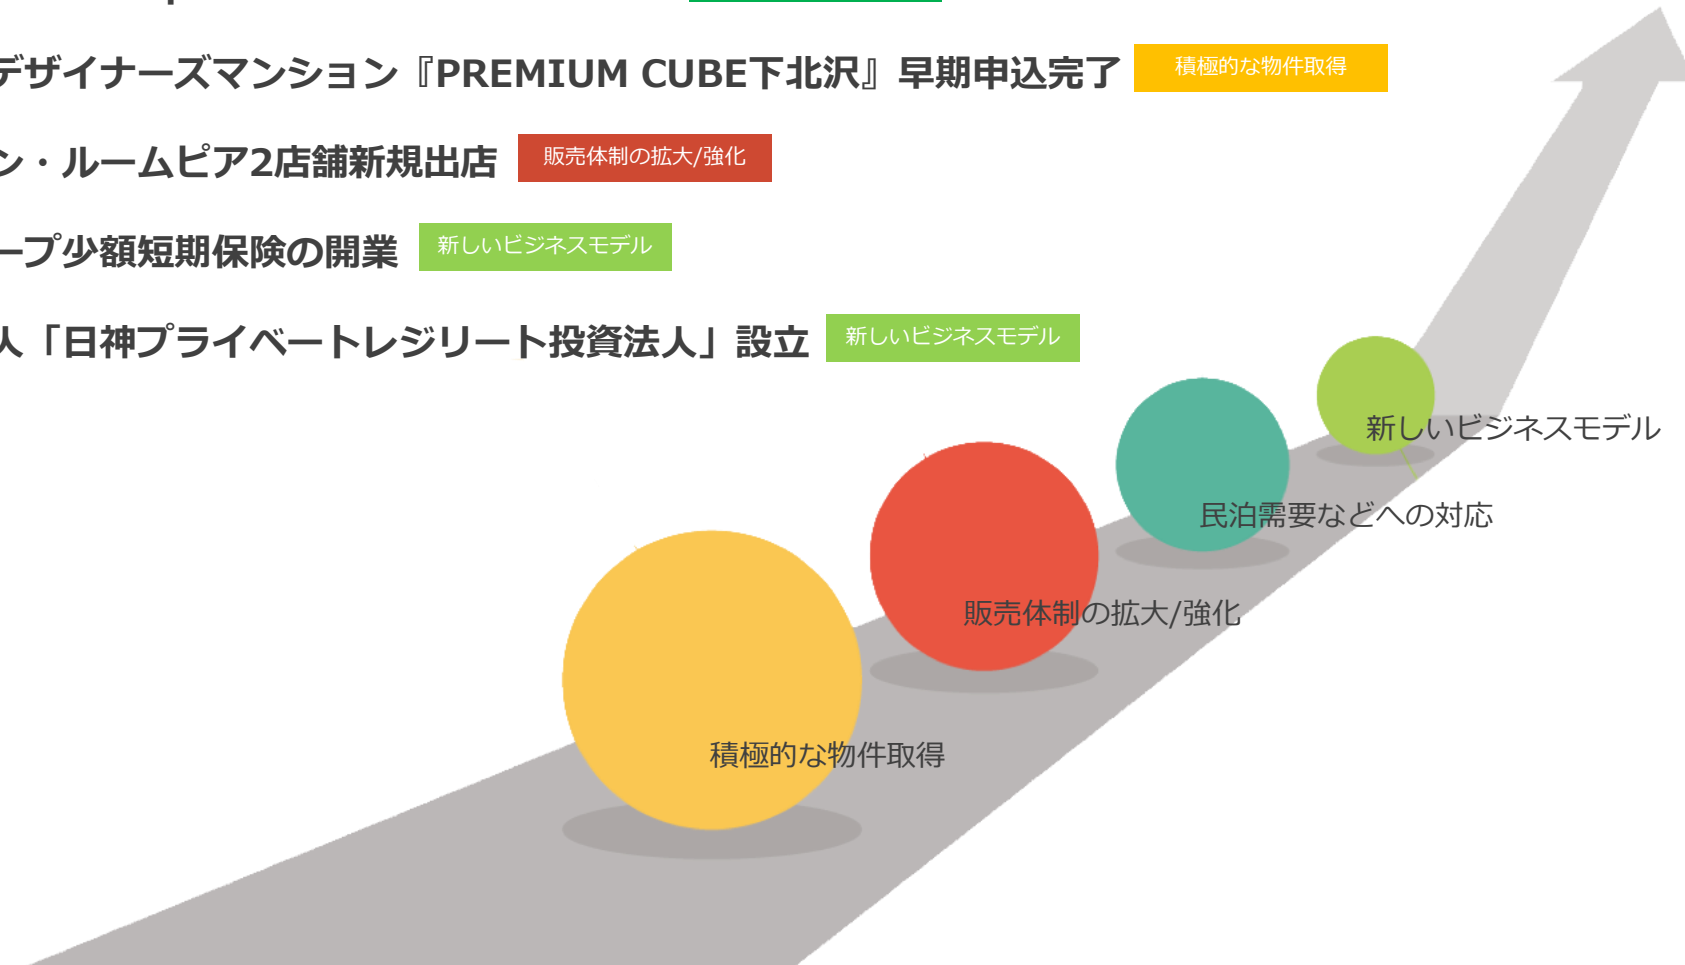 デザイナーズマンション『PREMIUM CUBE下北沢』早期申込完了 積極的な物件取得
ン・ルームピア2店舗新規出店 販売体制の拡大/強化
ープ少額短期保険の開業 新しいビジネスモデル
人「日神プライベートレジリート投資法人」設立 新しいビジネスモデル
新しいビジネスモデル
民泊需要などへの対応
販売体制の拡大/強化
積極的な物件取得